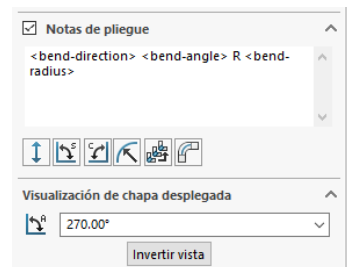 Notas de pliegue
<bend-direction> <bend-angle> R <bend-
radius>
S
C
Visualización de chapa desplegada
A
270.00°
Invertir vista